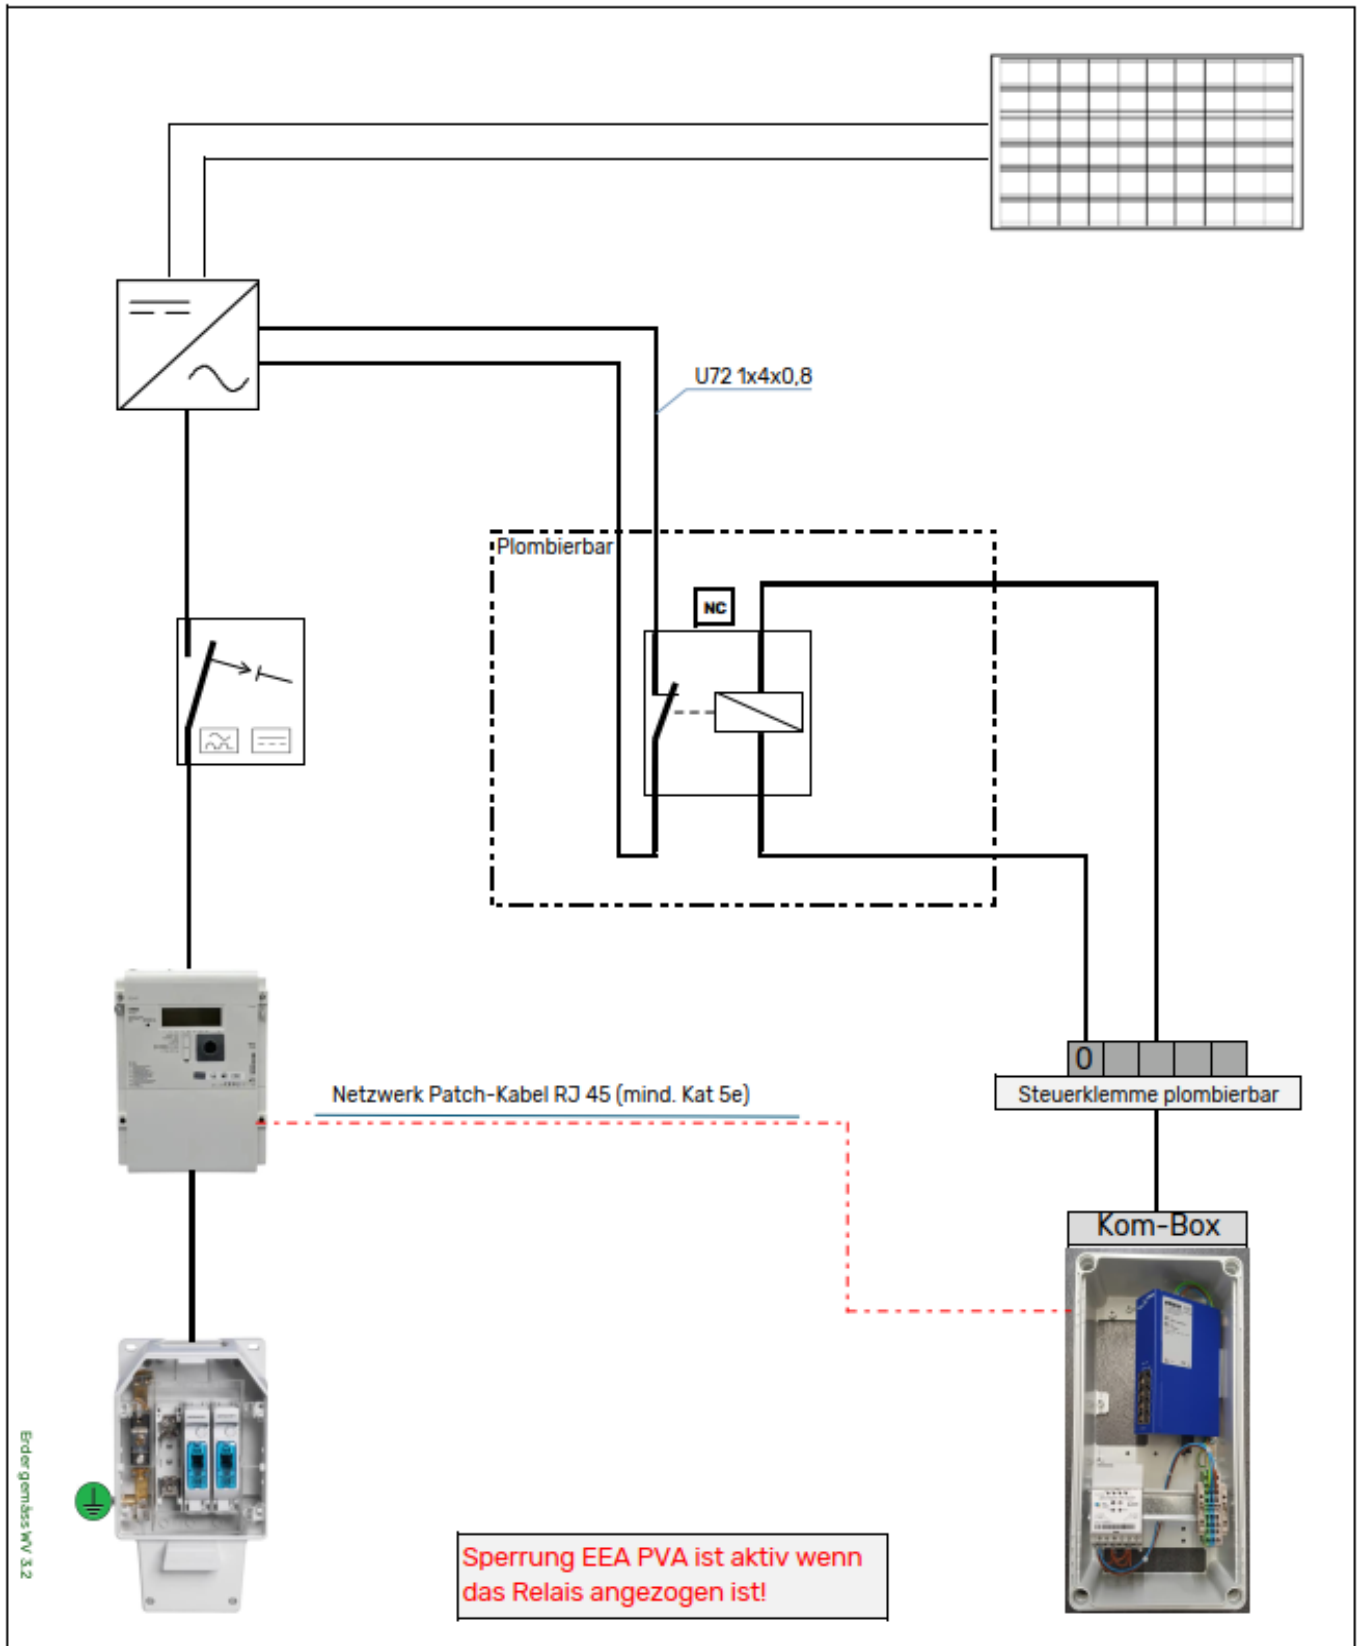 U72 1x4x0,8
Plombierbar
NC
0
Netzwerk Patch-Kabel RJ 45 (mind. Kat 5e)
Steuerklemme plombierbar
Kom-Box
Erder gemäss WV 3.2
Sperrung EEA PVA ist aktiv wenn
das Relais angezogen ist!